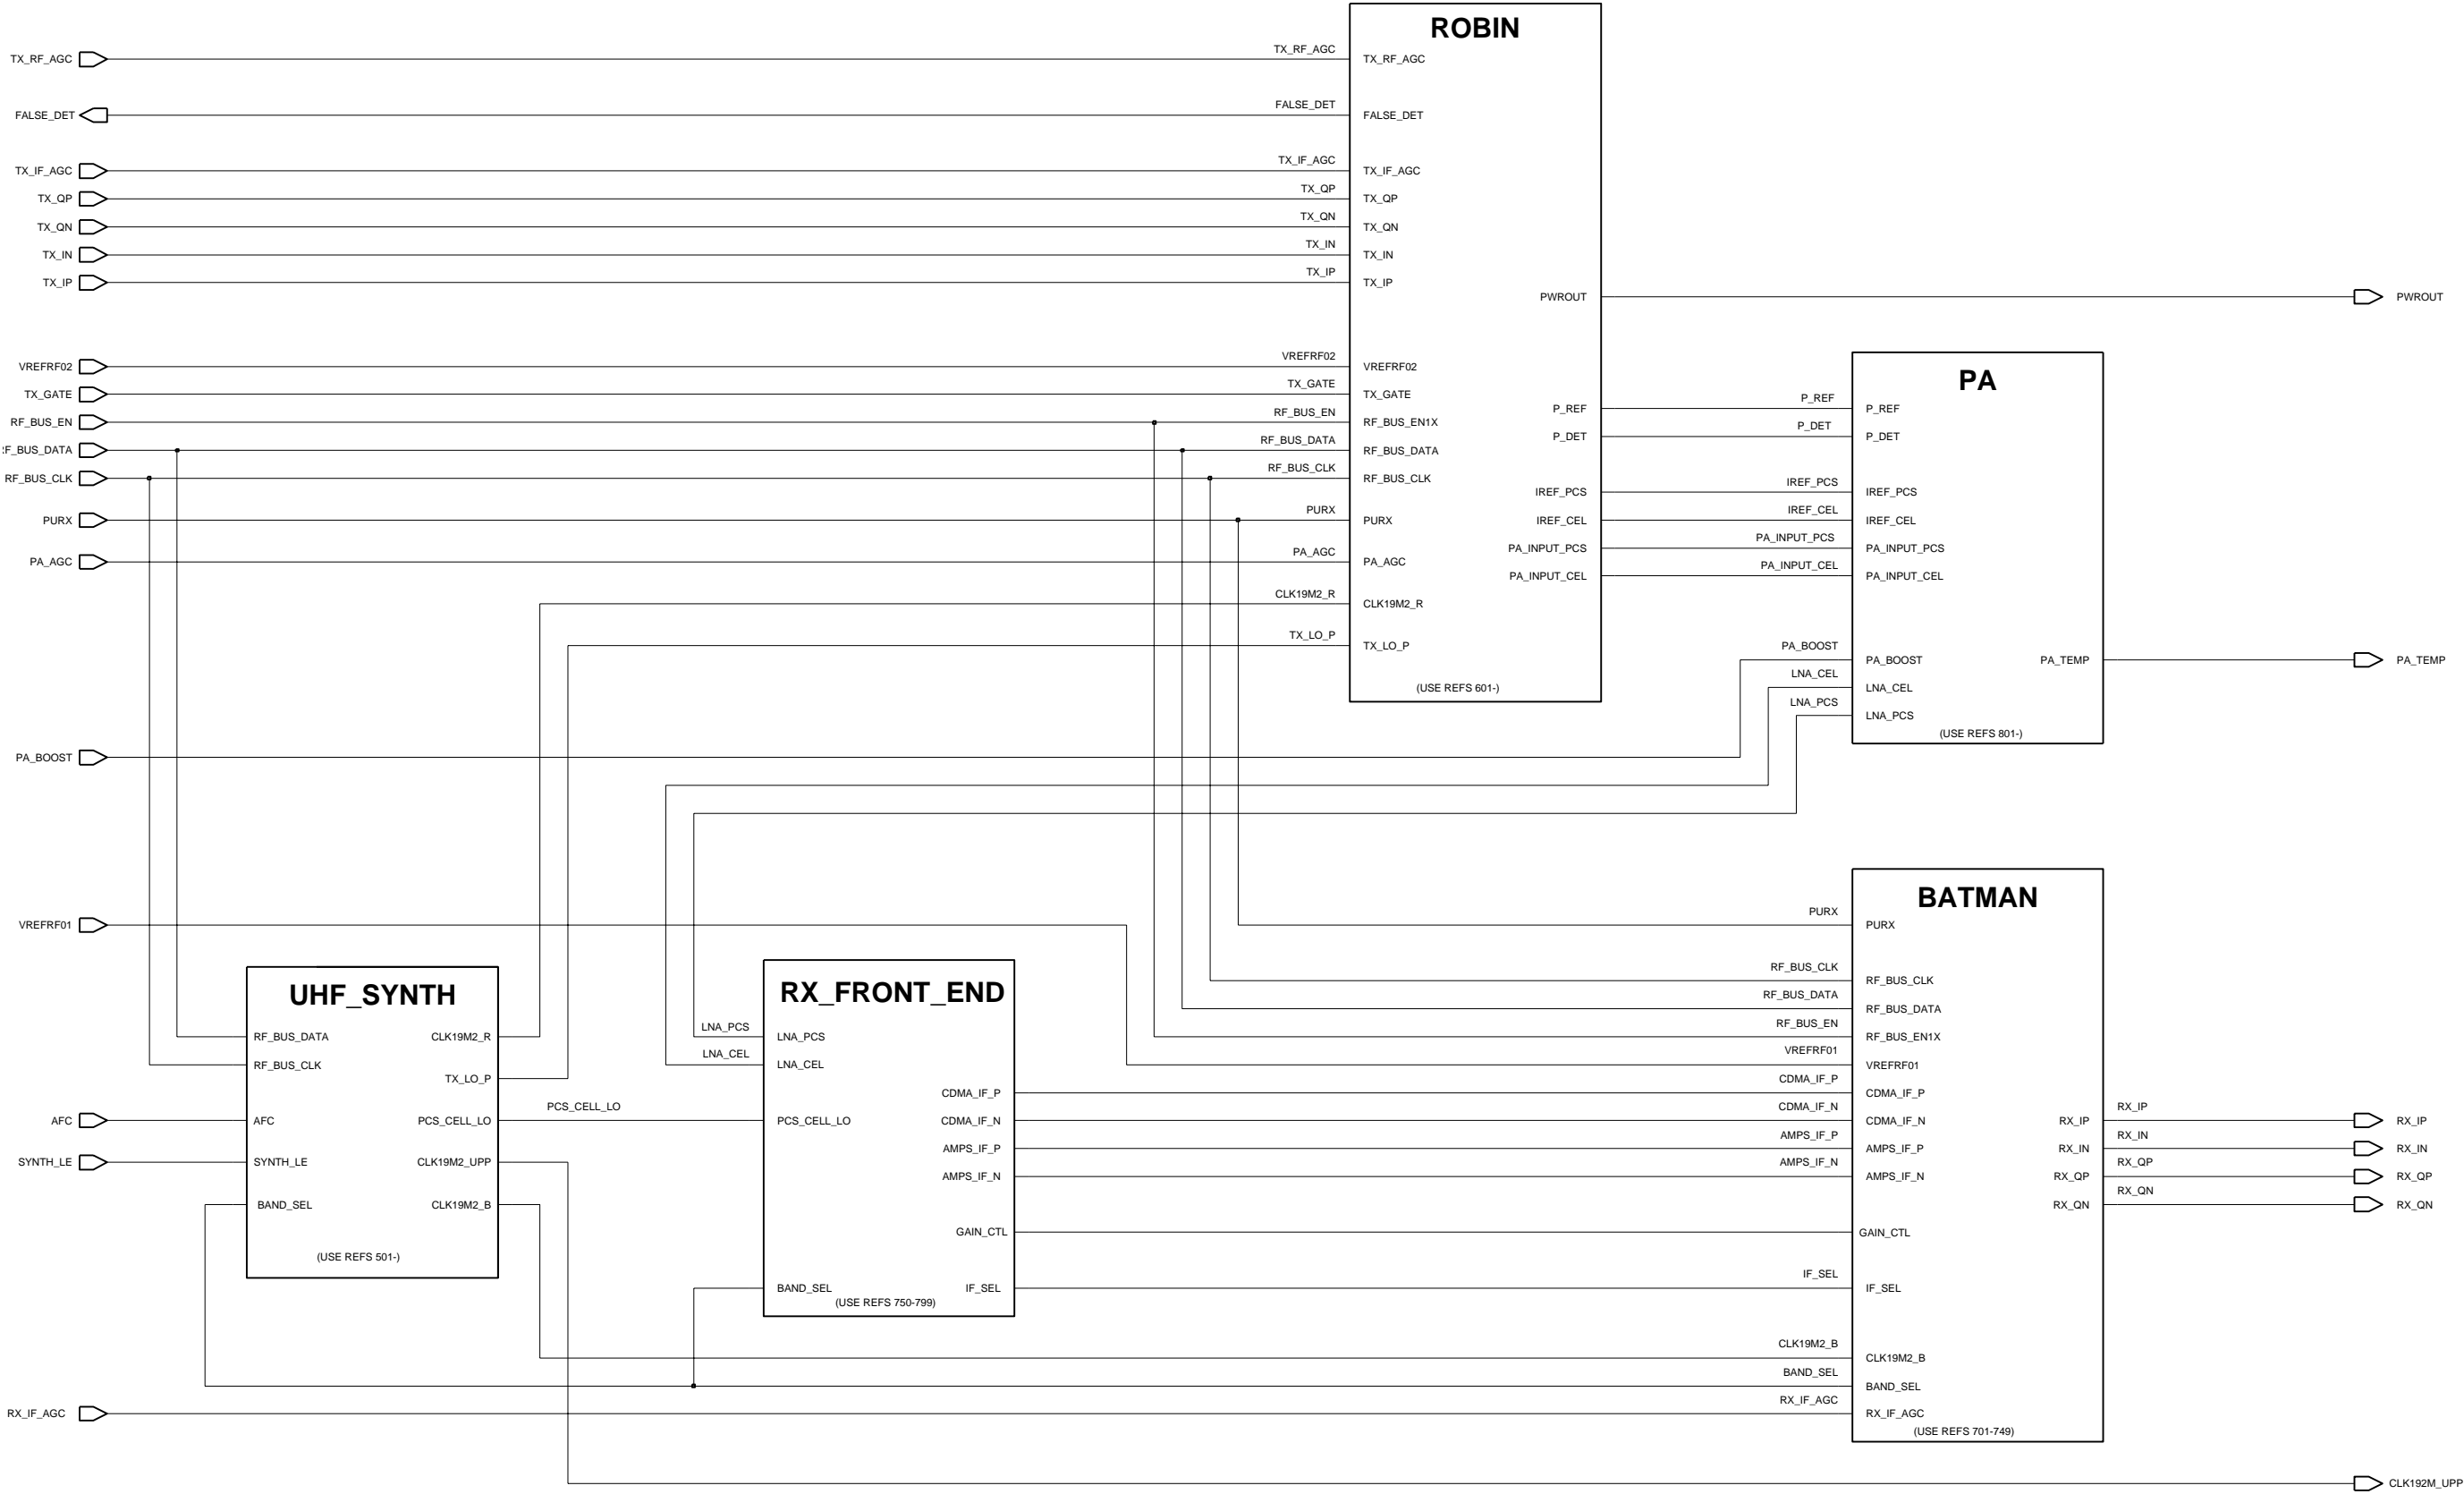 ROBIN
TX_RF_AGC
TX_RF_AGC
TX_RF_AGC
FALSE_DET
FALSE_DET
FALSE_DET
TX_IF_AGC
TX_IF_AGC
TX_IF_AGC
TX_QP
TX_QP
TX_QP
TX_QN
TX_QN
TX_QN
TX_IN
TX_IN
TX_IN
TX_IP
TX_IP
TX_IP
PWROUT
PWROUT
VREFRF02
VREFRF02
VREFRF02
TX_GATE
TX_GATE
TX_GATE
RF_BUS_EN
RF_BUS_EN
RF_BUS_EN1X
:F_BUS_DATA
RF_BUS_DATA
RF_BUS_DATA
RF_BUS_CLK
RF_BUS_CLK
RF_BUS_CLK
PURX
PURX
PURX
PA_AGC
PA_AGC
PA_AGC
CLK19M2_R
CLK19M2_R
TX_LO_P
TX_LO_P
(USE REFS 601-)
P_REF
P_DET
IREF_PCS
IREF_CEL
PA_INPUT_PCS
PA_INPUT_CEL
PA
P_REF
P_REF
P_DET
P_DET
IREF_PCS
IREF_PCS
IREF_CEL
IREF_CEL
PA_INPUT_PCS
PA_INPUT_PCS
PA_INPUT_CEL
PA_INPUT_CEL
PA_BOOST
PA_BOOST
PA_TEMP
PA_TEMP
LNA_CEL
LNA_CEL
LNA_PCS
LNA_PCS
(USE REFS 801-)
PA_BOOST
VREFRF01
UHF_SYNTH
RF_BUS_DATA
CLK19M2_R
RF_BUS_CLK
TX_LO_P
AFC
AFC
PCS_CELL_LO
PCS_CELL_LO
SYNTH_LE
SYNTH_LE
CLK19M2_UPP
BAND_SEL
CLK19M2_B
(USE REFS 501-)
RX_FRONT_END
LNA_PCS
LNA_PCS
LNA_CEL
LNA_CEL
CDMA_IF_P
PCS_CELL_LO
CDMA_IF_N
AMPS_IF_P
AMPS_IF_N
GAIN_CTL
BAND_SEL
IF_SEL
(USE REFS 750-799)
BATMAN
PURX
PURX
RF_BUS_CLK
RF_BUS_CLK
RF_BUS_DATA
RF_BUS_DATA
RF_BUS_EN
RF_BUS_EN1X
VREFRF01
VREFRF01
CDMA_IF_P
CDMA_IF_P
CDMA_IF_N
CDMA_IF_N
RX_IP
RX_IP
RX_IP
AMPS_IF_P
AMPS_IF_P
RX_IN
RX_IN
RX_IN
AMPS_IF_N
AMPS_IF_N
RX_QP
RX_QP
RX_QP
RX_QN
RX_QN
RX_QN
GAIN_CTL
IF_SEL
IF_SEL
CLK19M2_B
CLK19M2_B
BAND_SEL
BAND_SEL
RX_IF_AGC
RX_IF_AGC
RX_IF_AGC
(USE REFS 701-749)
CLK192M_UPP